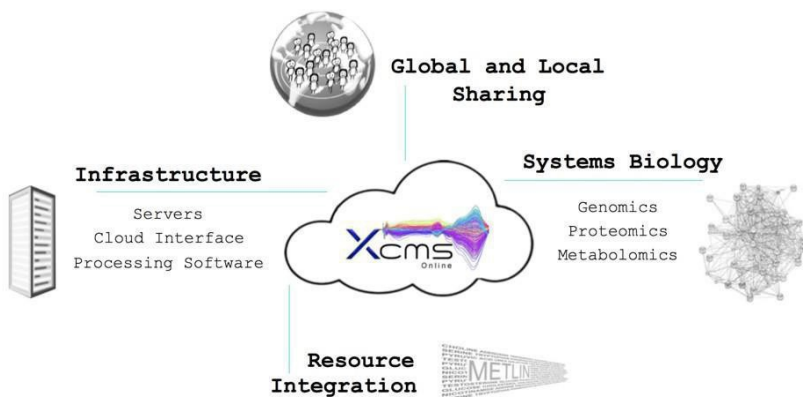 Global and Local
Sharing
Infrastructure
Servers
Cloud Interface
Processing Software
Systems Biology
Genomics
Proteomics
Metabolomics
Xcms
Online
Resource
Integration
METLIN